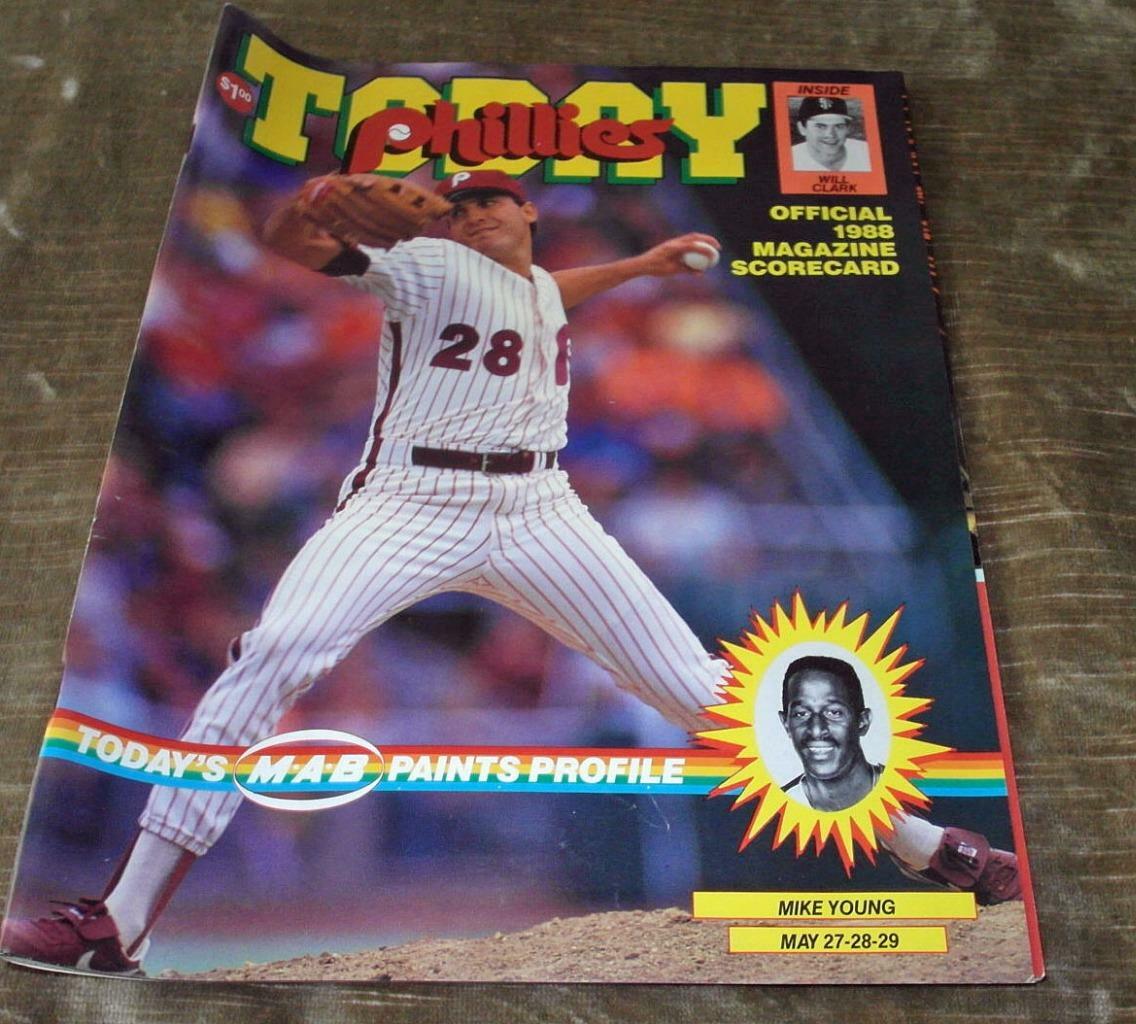 $1.00
TODAY
Phillies
INSIDE
WILL
CLARK
OFFICIAL
1988
MAGAZINE
SCORECARD
P
28
TODAY'S M·A·B PAINTS PROFILE
MIKE YOUNG
MAY 27-28-29